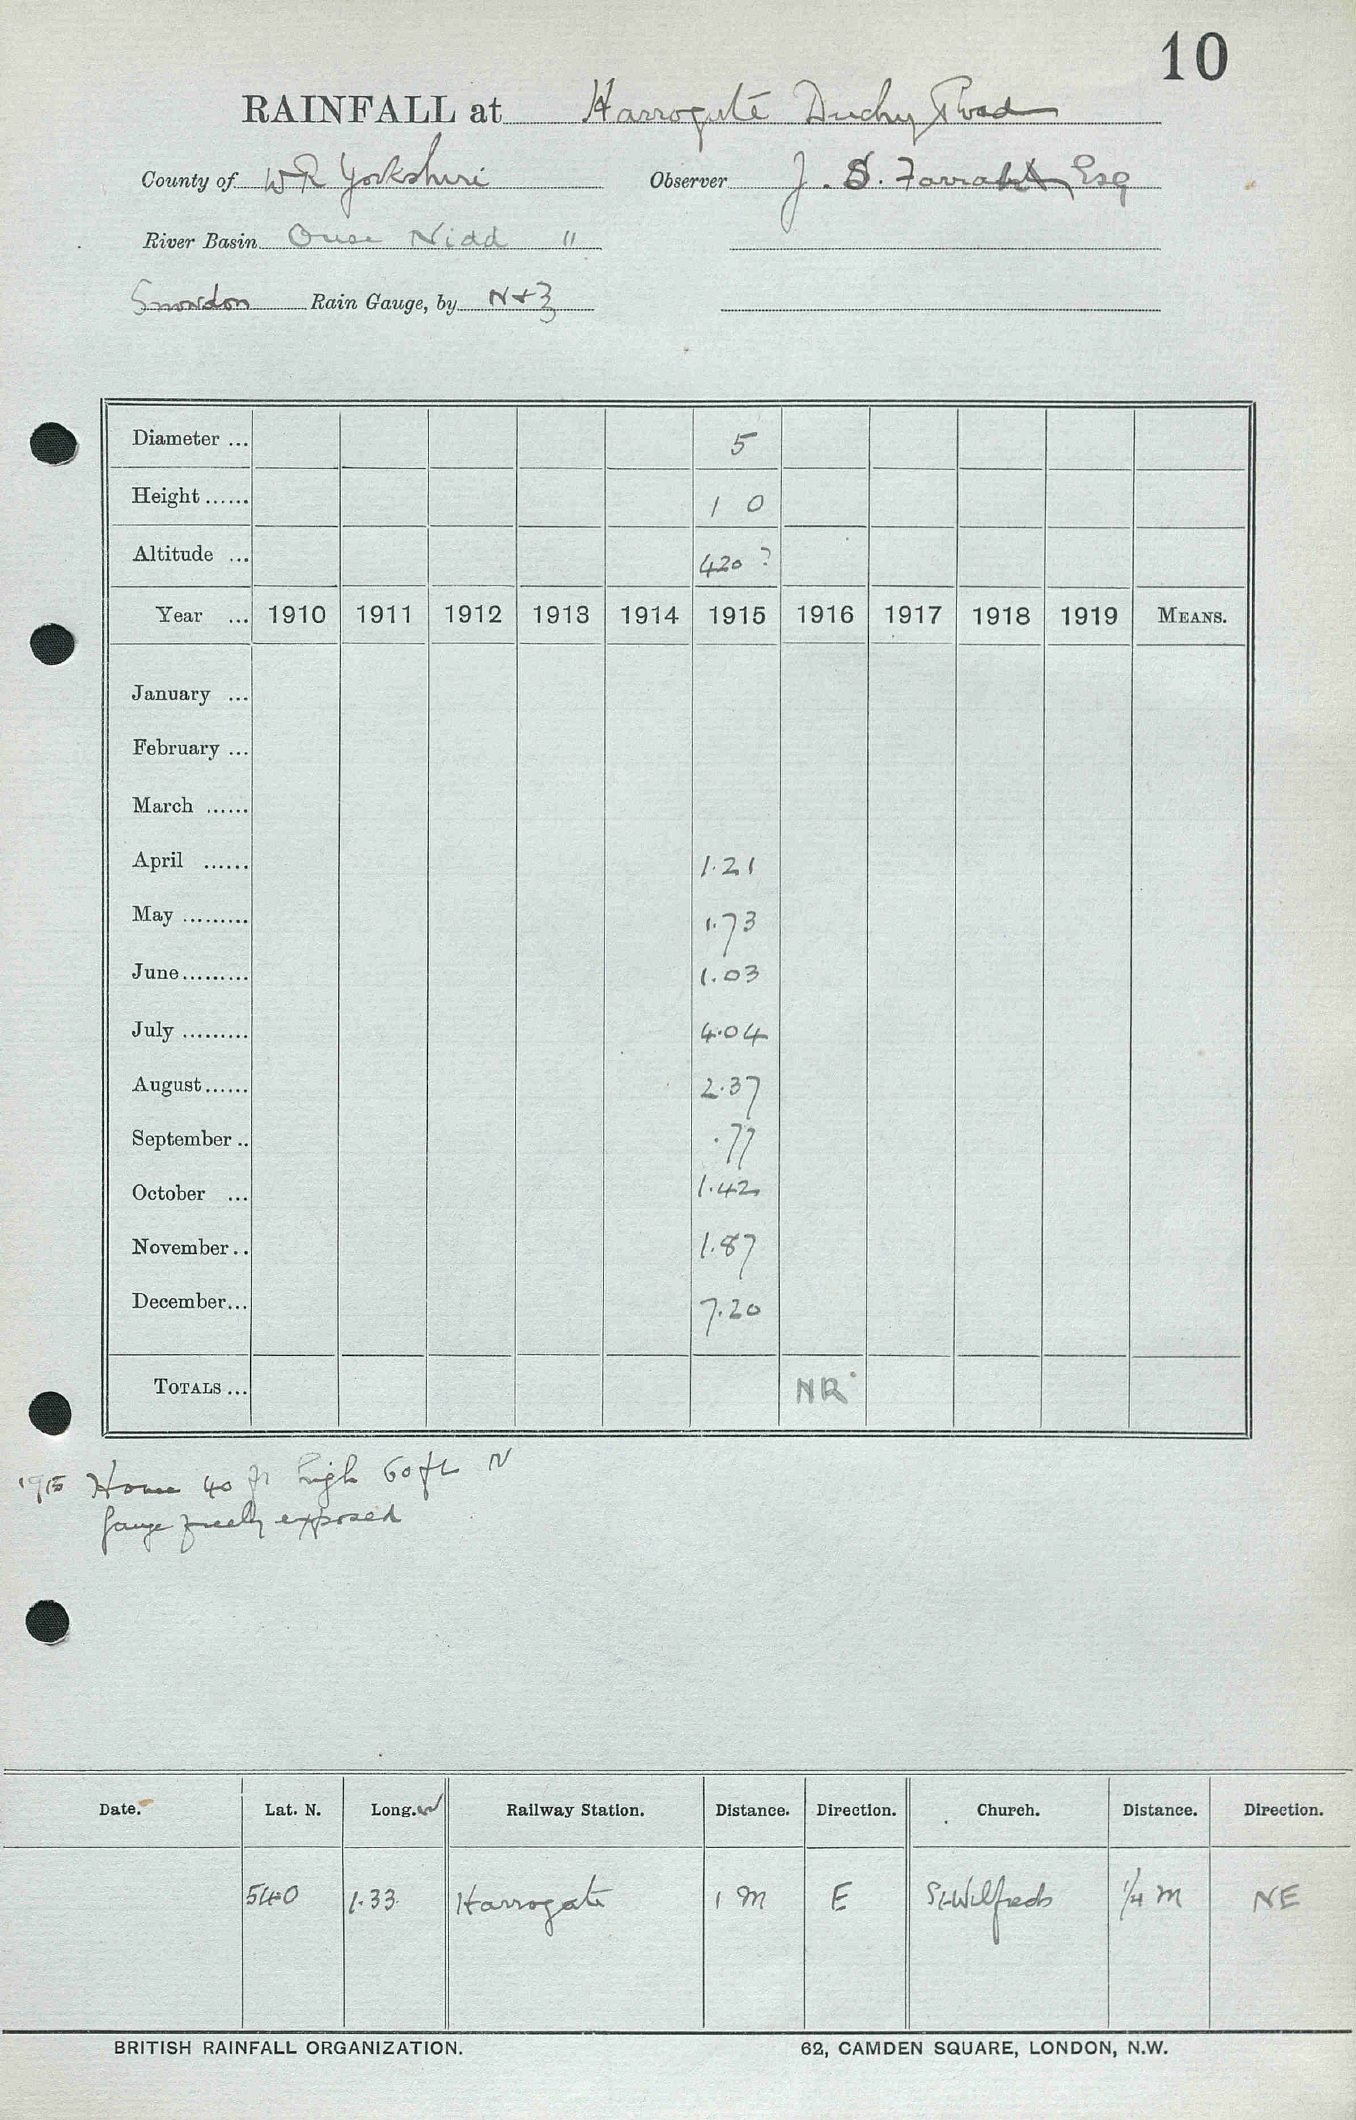 10
RAINFALL at Harrogate Duchy Road
County of W R Yorkshire Observer J. S. Farrah Esq
River Basin Ouse Nidd "
Snowdon Rain Gauge, by N & Z
Diameter ... 5
Height ...... 1 0
Altitude ... 420 ?
Year ... 1910 1911 1912 1913 1914 1915 1916 1917 1918 1919 MEANS.
January ...
February ...
March ......
April ...... 1.21
May ......... 1.73
June ......... 1.03
July ......... 4.04
August ...... 2.37
September .. .77
October ... 1.42
November .. 1.87
December ... 7.20
TOTALS ... NR
1915 House 40 ft high 60 ft N
Gauge freely exposed
Date. Lat. N. Long. W Railway Station. Distance. Direction. Church. Distance. Direction.
54 0 1.33 Harrogate 1 m E St Wilfreds 1/4 m NE
BRITISH RAINFALL ORGANIZATION. 62, CAMDEN SQUARE, LONDON, N.W.